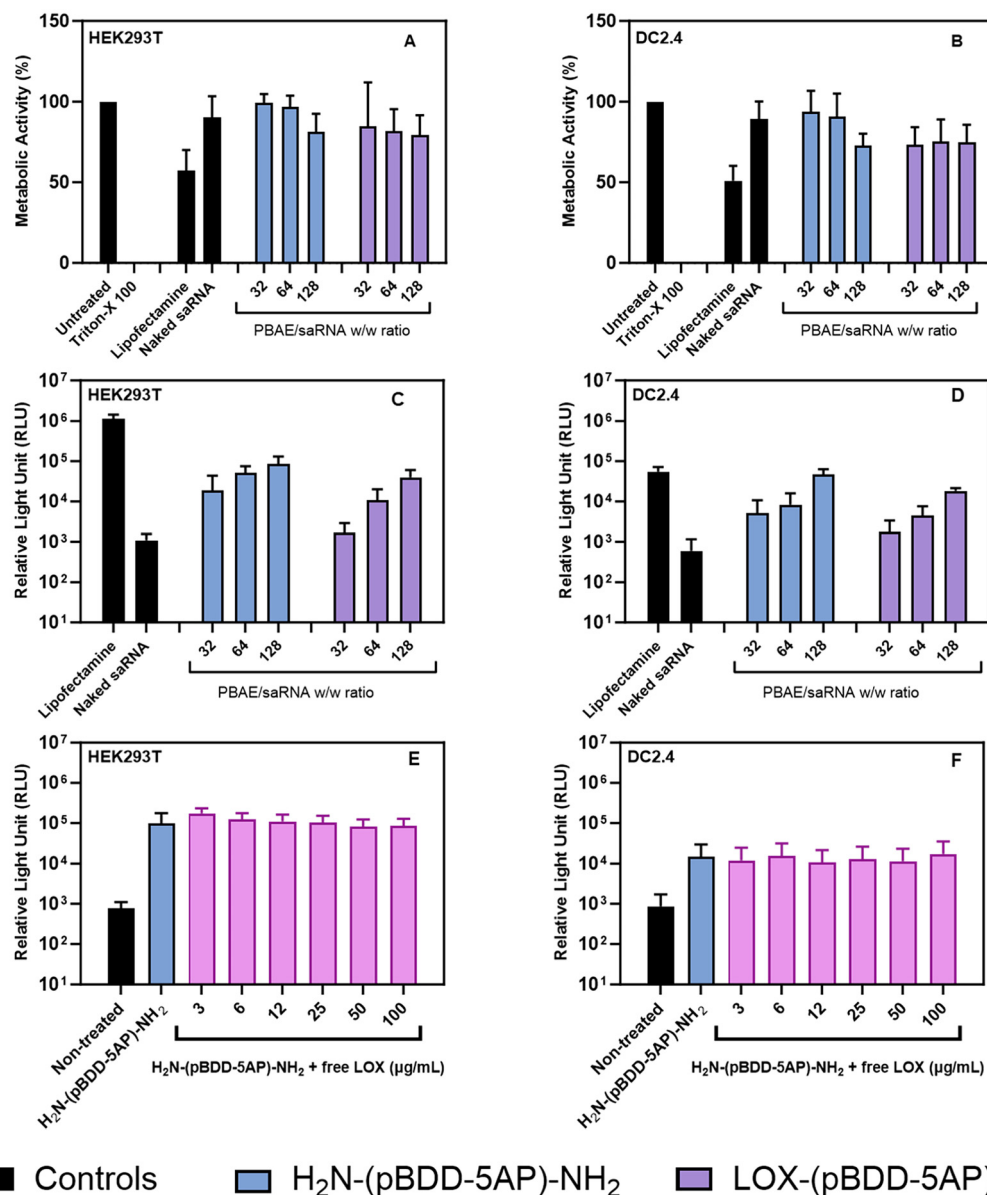 HEK293T
A
Metabolic Activity (%)
150
100
50
0
Untreated
Triton-X 100
Lipofectamine
Naked saRNA
32
64
128
32
64
128
PBAE/saRNA w/w ratio
DC2.4
B
Metabolic Activity (%)
150
100
50
0
Untreated
Triton-X 100
Lipofectamine
Naked saRNA
32
64
128
32
64
128
PBAE/saRNA w/w ratio
HEK293T
C
Relative Light Unit (RLU)
10⁷
10⁶
10⁵
10⁴
10³
10²
10¹
Lipofectamine
Naked saRNA
32
64
128
32
64
128
PBAE/saRNA w/w ratio
DC2.4
D
Relative Light Unit (RLU)
10⁷
10⁶
10⁵
10⁴
10³
10²
10¹
Lipofectamine
Naked saRNA
32
64
128
32
64
128
PBAE/saRNA w/w ratio
HEK293T
E
Relative Light Unit (RLU)
10⁷
10⁶
10⁵
10⁴
10³
10²
10¹
Non-treated
H₂N-(pBDD-5AP)-NH₂
3
6
12
25
50
100
H₂N-(pBDD-5AP)-NH₂ + free LOX (µg/mL)
DC2.4
F
Relative Light Unit (RLU)
10⁷
10⁶
10⁵
10⁴
10³
10²
10¹
Non-treated
H₂N-(pBDD-5AP)-NH₂
3
6
12
25
50
100
H₂N-(pBDD-5AP)-NH₂ + free LOX (µg/mL)
Controls
H₂N-(pBDD-5AP)-NH₂
LOX-(pBDD-5AP)